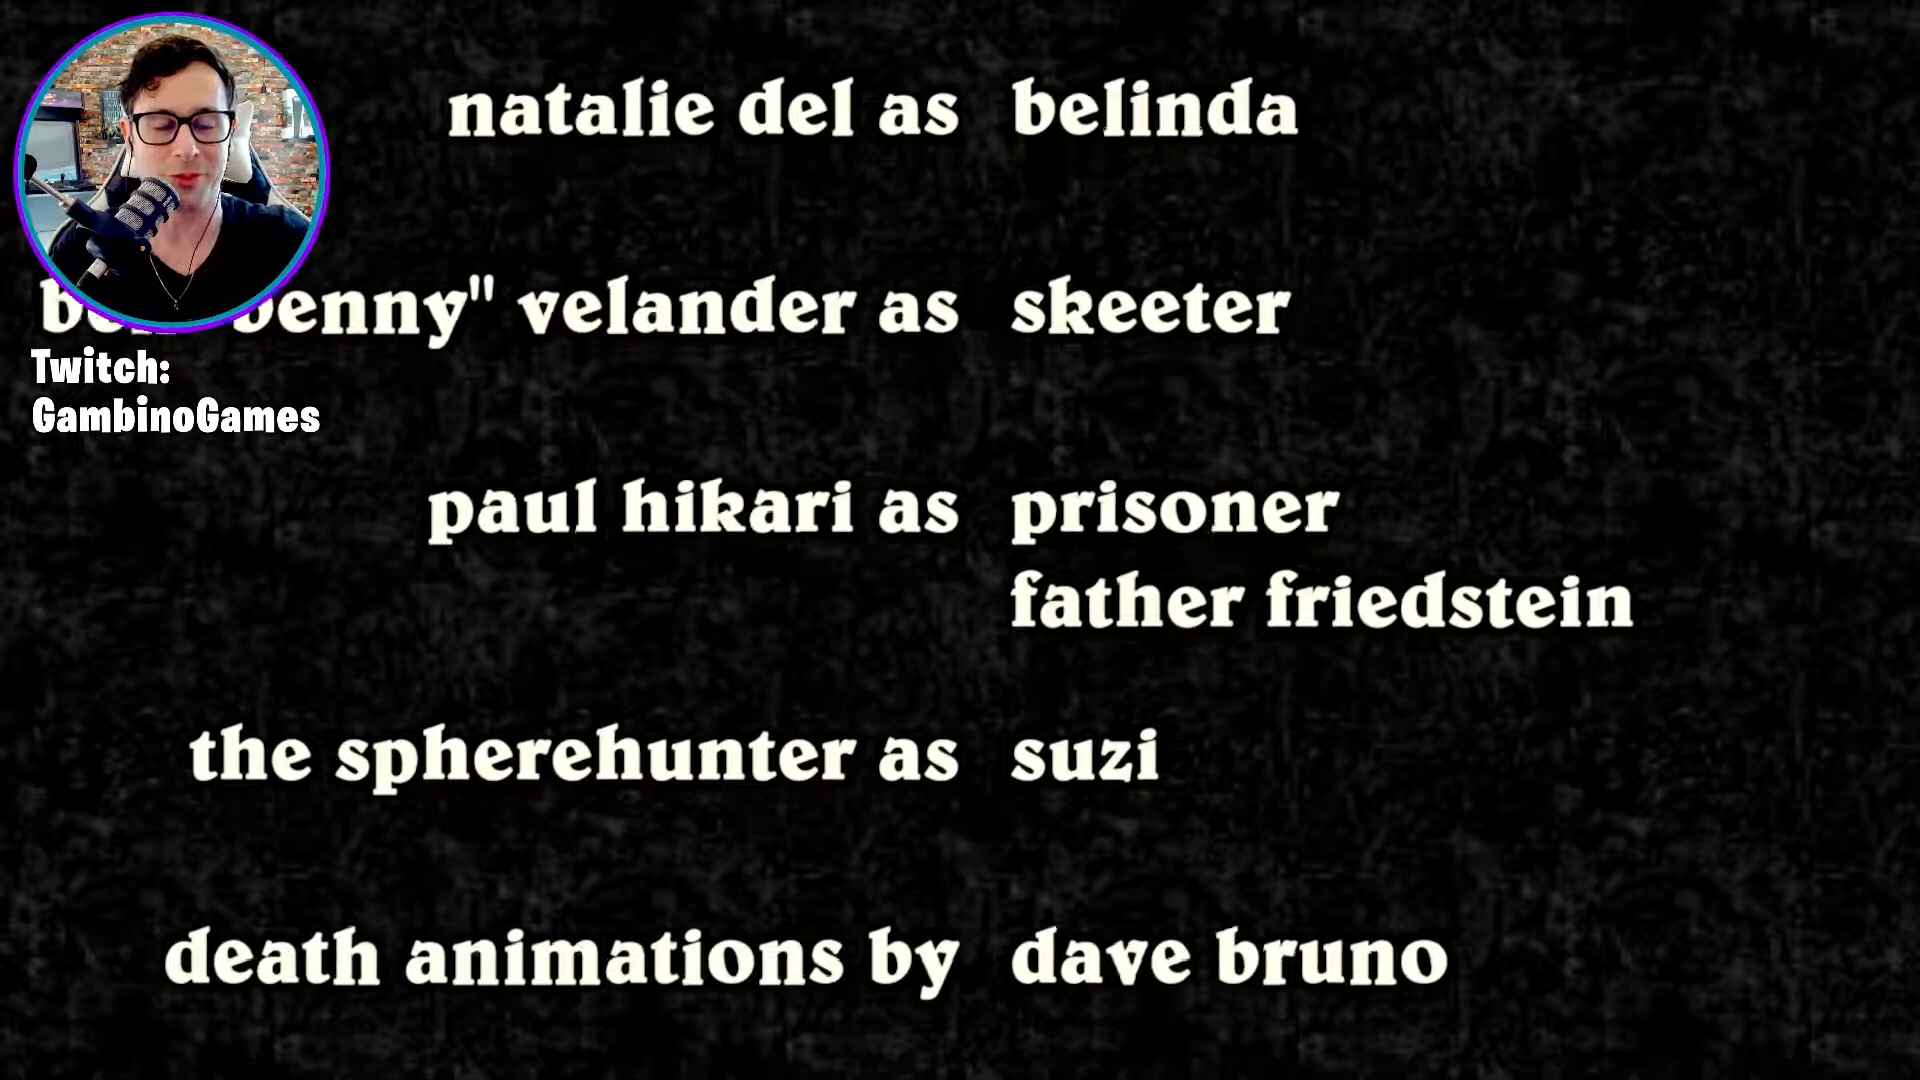 natalie del as belinda
benny" velander as skeeter
Twitch:
GambinoGames
paul hikari as prisoner
father friedstein
the spherehunter as suzi
death animations by dave bruno